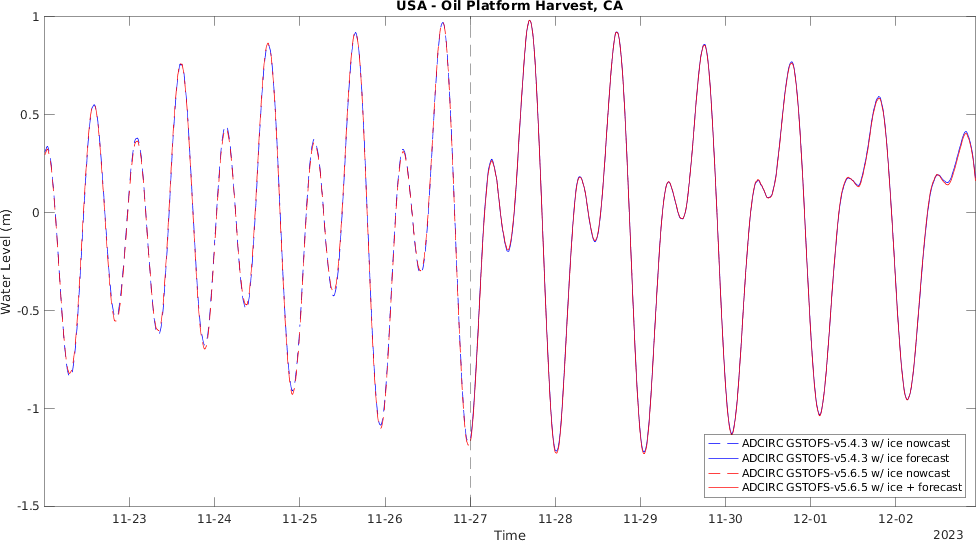 USA - Oil Platform Harvest, CA
1
0.5
0
-0.5
-1
-1.5
Water Level (m)
11-23
11-24
11-25
11-26
11-27
11-28
11-29
11-30
12-01
12-02
Time
2023
ADCIRC GSTOFS-v5.4.3 w/ ice nowcast
ADCIRC GSTOFS-v5.4.3 w/ ice forecast
ADCIRC GSTOFS-v5.6.5 w/ ice nowcast
ADCIRC GSTOFS-v5.6.5 w/ ice + forecast